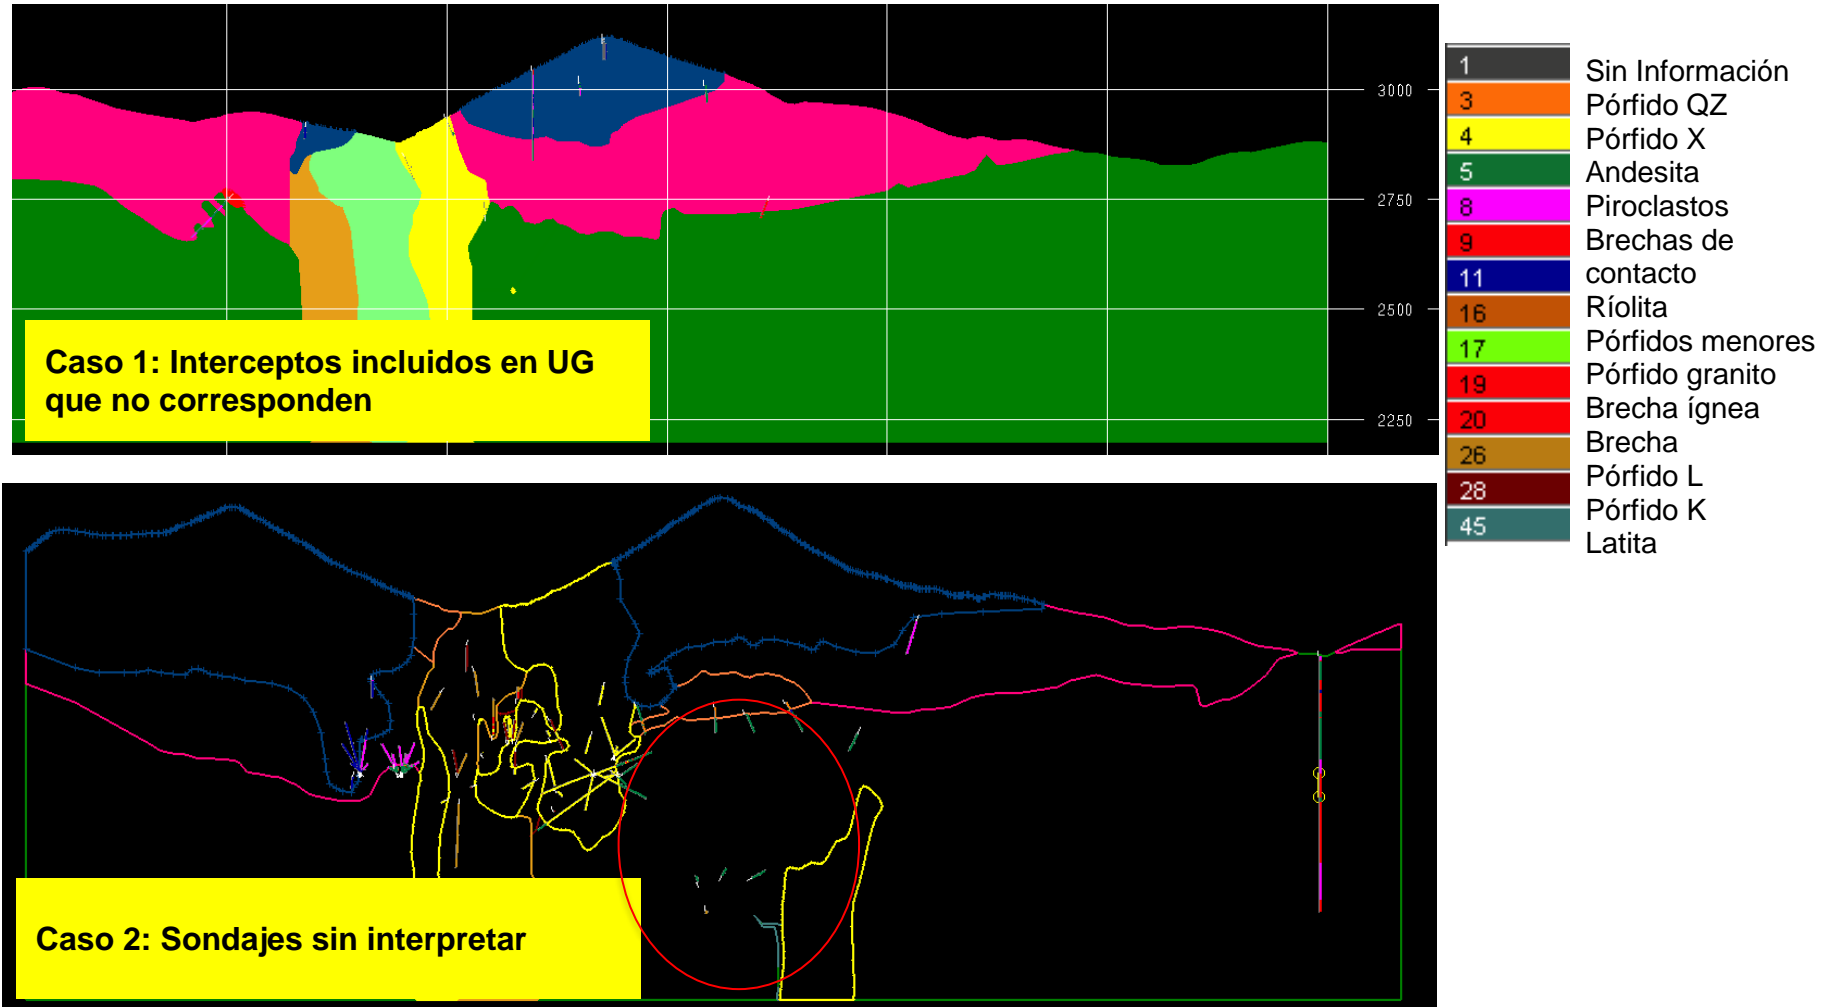 3000
2750
2500
2250
Caso 1: Interceptos incluidos en UG
que no corresponden
1
3
4
5
8
9
11
16
17
19
20
26
28
45
Sin Información
Pórfido QZ
Pórfido X
Andesita
Piroclastos
Brechas de
contacto
Ríolita
Pórfidos menores
Pórfido granito
Brecha ígnea
Brecha
Pórfido L
Pórfido K
Latita
Caso 2: Sondajes sin interpretar